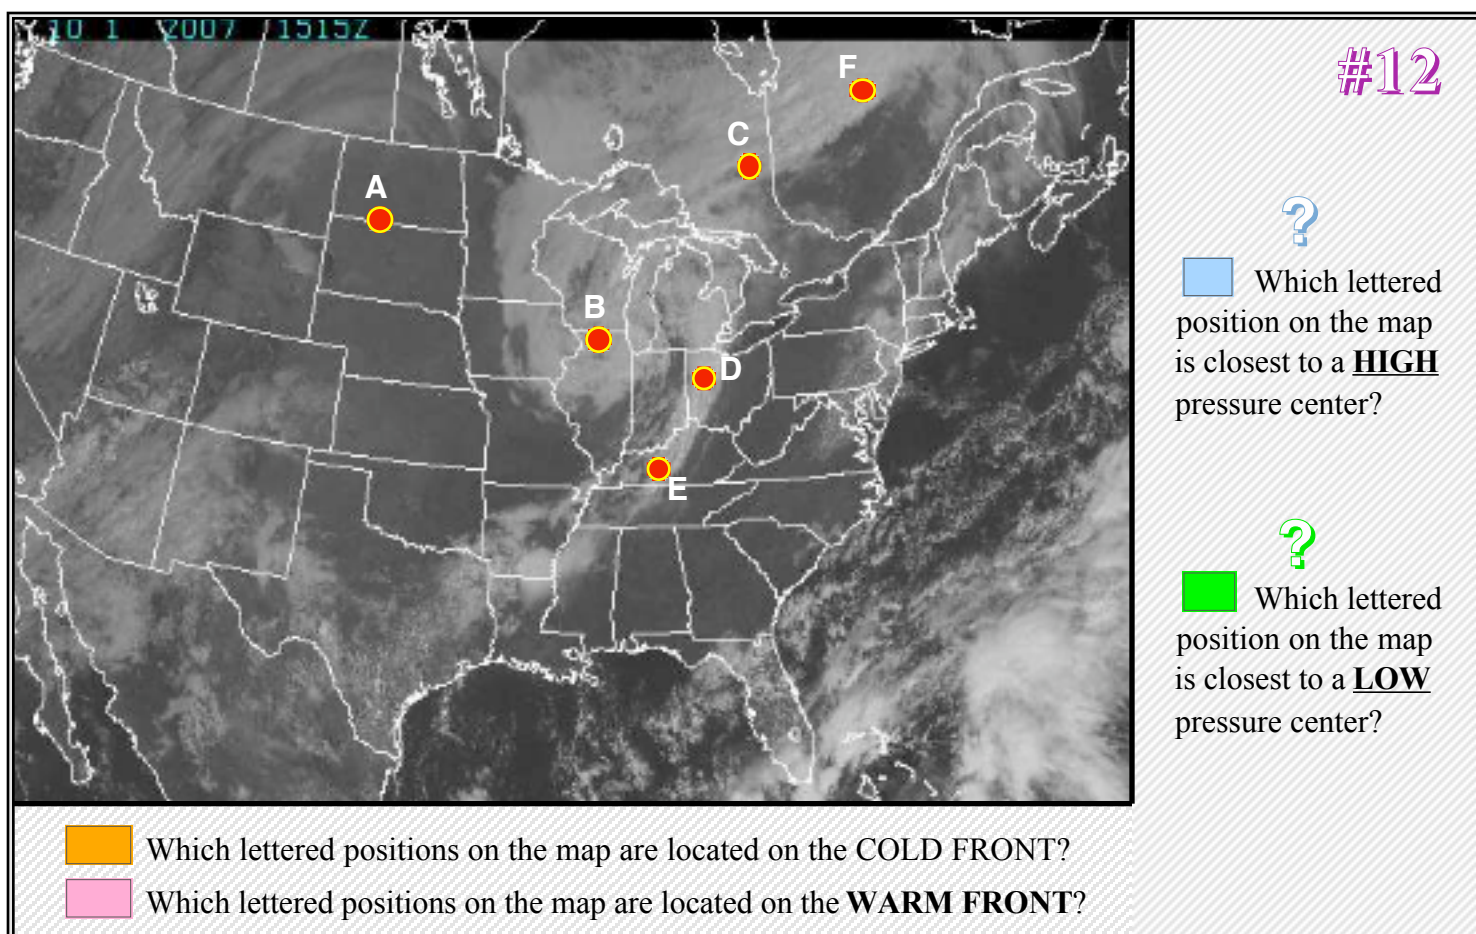 10 1 2007 1515Z
#12
F
C
A
B
D
E
?
Which lettered
position on the map
is closest to a HIGH
pressure center?
?
Which lettered
position on the map
is closest to a LOW
pressure center?
Which lettered positions on the map are located on the COLD FRONT?
Which lettered positions on the map are located on the WARM FRONT?